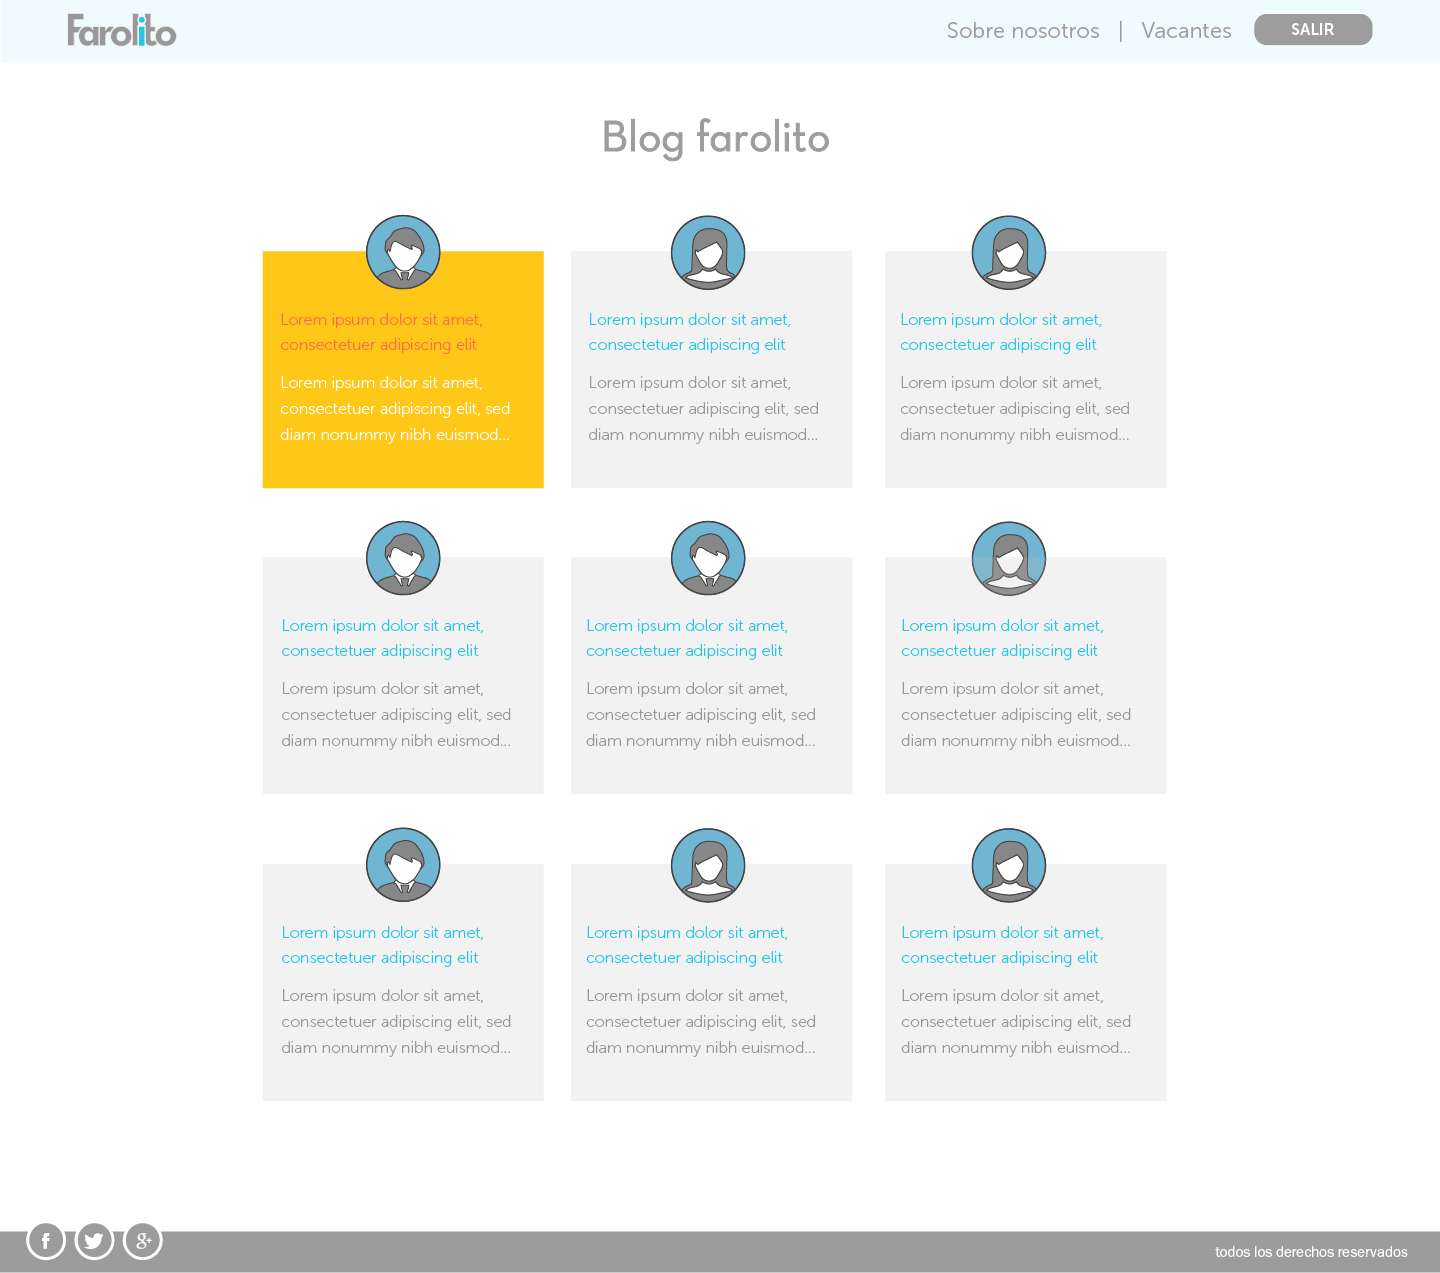 Farolito
Sobre nosotros | Vacantes
SALIR
Blog farolito
Lorem ipsum dolor sit amet,
consectetuer adipiscing elit
Lorem ipsum dolor sit amet,
consectetuer adipiscing elit, sed
diam nonummy nibh euismod...
Lorem ipsum dolor sit amet,
consectetuer adipiscing elit
Lorem ipsum dolor sit amet,
consectetuer adipiscing elit, sed
diam nonummy nibh euismod...
Lorem ipsum dolor sit amet,
consectetuer adipiscing elit
Lorem ipsum dolor sit amet,
consectetuer adipiscing elit, sed
diam nonummy nibh euismod...
Lorem ipsum dolor sit amet,
consectetuer adipiscing elit
Lorem ipsum dolor sit amet,
consectetuer adipiscing elit, sed
diam nonummy nibh euismod...
Lorem ipsum dolor sit amet,
consectetuer adipiscing elit
Lorem ipsum dolor sit amet,
consectetuer adipiscing elit, sed
diam nonummy nibh euismod...
Lorem ipsum dolor sit amet,
consectetuer adipiscing elit
Lorem ipsum dolor sit amet,
consectetuer adipiscing elit, sed
diam nonummy nibh euismod...
Lorem ipsum dolor sit amet,
consectetuer adipiscing elit
Lorem ipsum dolor sit amet,
consectetuer adipiscing elit, sed
diam nonummy nibh euismod...
Lorem ipsum dolor sit amet,
consectetuer adipiscing elit
Lorem ipsum dolor sit amet,
consectetuer adipiscing elit, sed
diam nonummy nibh euismod...
Lorem ipsum dolor sit amet,
consectetuer adipiscing elit
Lorem ipsum dolor sit amet,
consectetuer adipiscing elit, sed
diam nonummy nibh euismod...
f
g+
todos los derechos reservados